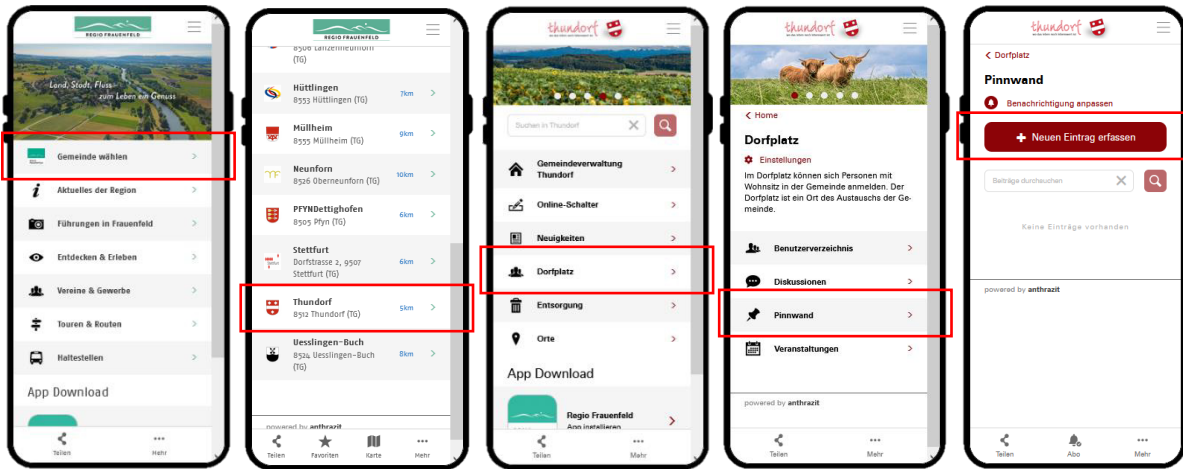 REGIO FRAUENFELD
Land, Stadt, Fluss
zum Leben ein Genuss
Gemeinde wählen
Aktuelles der Region
Führungen in Frauenfeld
Entdecken & Erleben
Vereine & Gewerbe
Touren & Routen
Haltestellen
App Download
Teilen
Mehr
REGIO FRAUENFELD
8506 Lanzenneunforn
(TG)
Hüttlingen
8553 Hüttlingen (TG)
7km
Müllheim
8555 Müllheim (TG)
9km
Neunforn
8526 Oberneunforn (TG)
10km
PFYNDettighofen
8505 Pfyn (TG)
6km
Stettfurt
Dorfstrasse 2, 9507
Stettfurt (TG)
6km
Thundorf
8512 Thundorf (TG)
5km
Uesslingen-Buch
8524 Uesslingen-Buch
(TG)
8km
powered by anthrazit
Teilen
Favoriten
Karte
Mehr
thundorf
Suchen in Thundorf
Gemeindeverwaltung
Thundorf
Online-Schalter
Neuigkeiten
Dorfplatz
Entsorgung
Orte
App Download
Regio Frauenfeld
App installieren
Teilen
Mehr
thundorf
Home
Dorfplatz
Einstellungen
Im Dorfplatz können sich Personen mit
Wohnsitz in der Gemeinde anmelden. Der
Dorfplatz ist ein Ort des Austauschs der Ge-
meinde.
Benutzerverzeichnis
Diskussionen
Pinnwand
Veranstaltungen
powered by anthrazit
Teilen
Mehr
thundorf
Dorfplatz
Pinnwand
Benachrichtigung anpassen
+ Neuen Eintrag erfassen
Beiträge durchsuchen
Keine Einträge vorhanden
powered by anthrazit
Teilen
Abo
Mehr